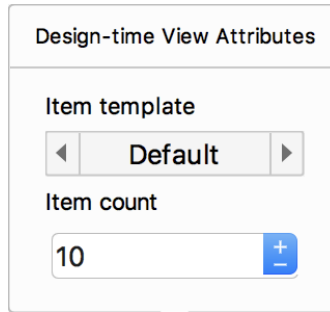 Design-time View Attributes
Item template
Default
Item count
10